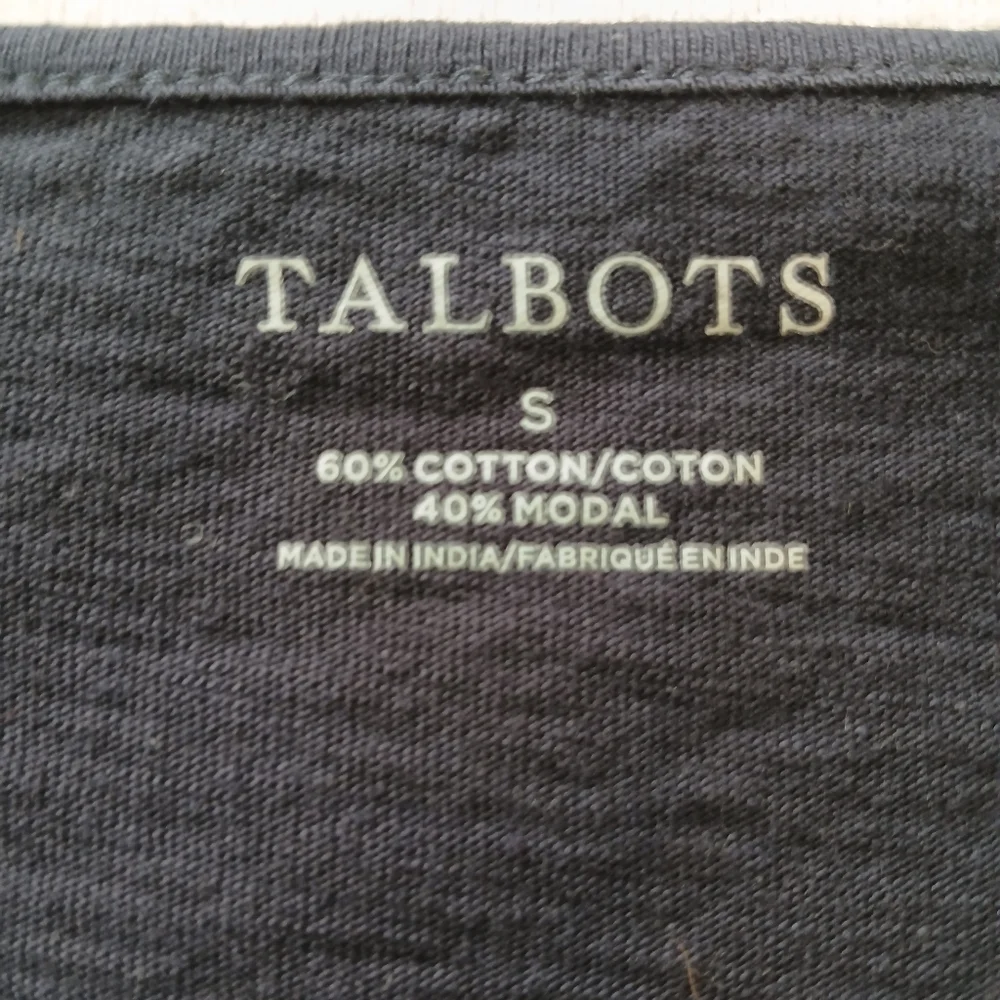 TALBOTS
S
60% COTTON/COTON
40% MODAL
MADE IN INDIA/FABRIQUÉ EN INDE